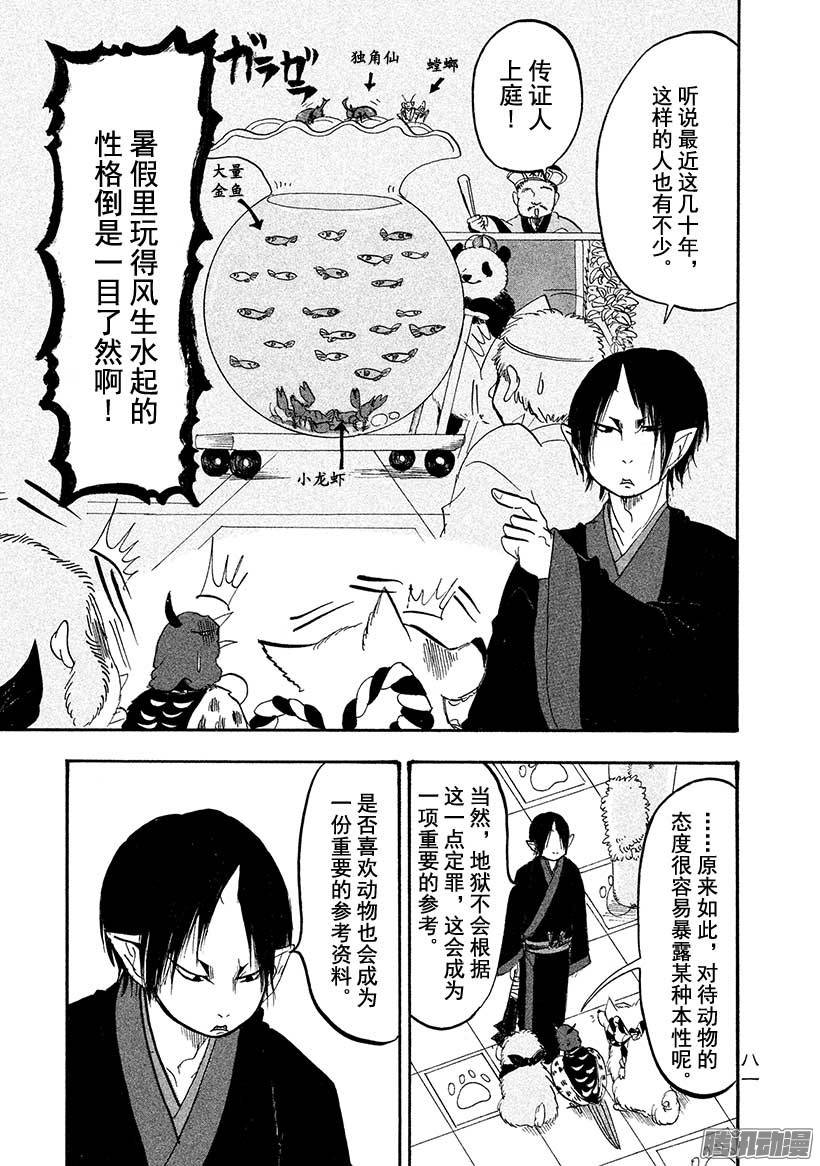 听说最近这几十年，
这样的人也有不少。
传证人
上庭！
ガラガラ
独角仙
螳螂
大量
金鱼
小龙虾
暑假里玩得风生水起的
性格倒是一目了然啊！
……原来如此，对待动物的
态度很容易暴露某种本性呢。
当然，地狱不会根据
这一点定罪，这会成为
一项重要的参考。
是否喜欢动物也会成为
一份重要的参考资料。
八一
腾讯动漫